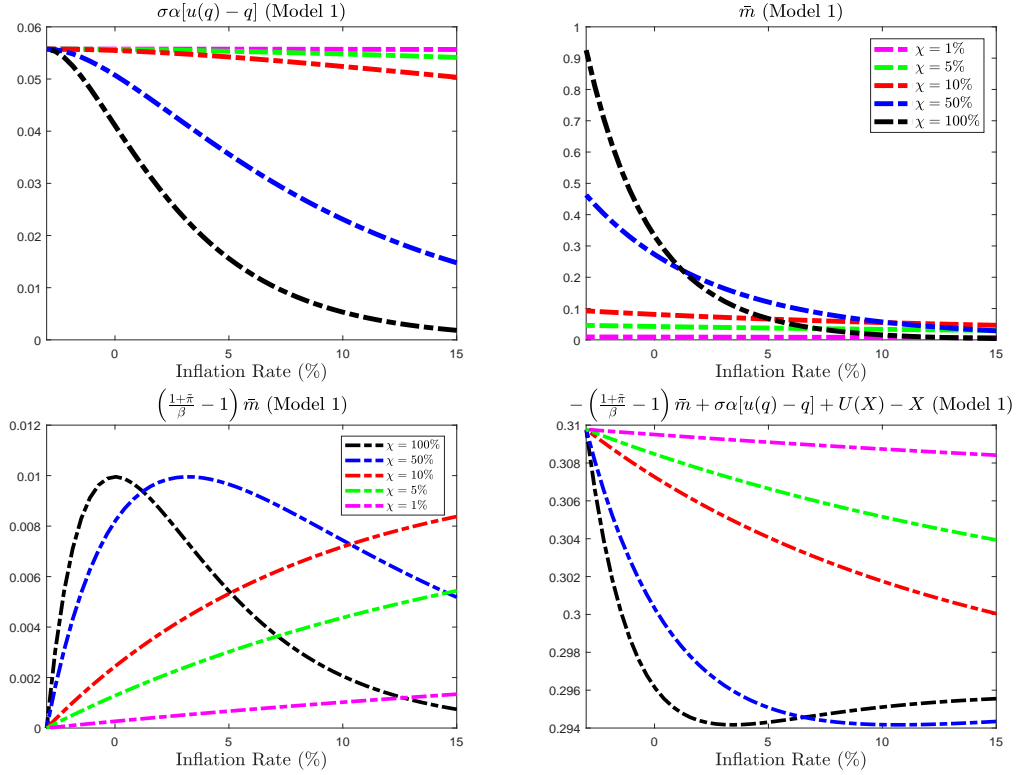 σα[u(q) − q] (Model 1)
0.06
0.05
0.04
0.03
0.02
0.01
0
0 5 10 15
Inflation Rate (%)
m̄ (Model 1)
1
0.9
0.8
0.7
0.6
0.5
0.4
0.3
0.2
0.1
0
χ = 1%
χ = 5%
χ = 10%
χ = 50%
χ = 100%
0 5 10 15
Inflation Rate (%)
((1+π̃)/β − 1) m̄ (Model 1)
0.012
0.01
0.008
0.006
0.004
0.002
0
χ = 100%
χ = 50%
χ = 10%
χ = 5%
χ = 1%
0 5 10 15
Inflation Rate (%)
−((1+π̃)/β − 1) m̄ + σα[u(q) − q] + U(X) − X (Model 1)
0.31
0.308
0.306
0.304
0.302
0.3
0.298
0.296
0.294
0 5 10 15
Inflation Rate (%)